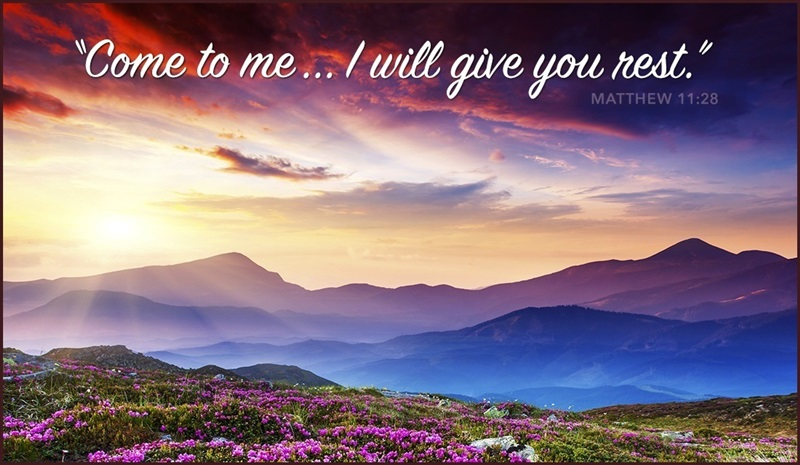 “Come to me... I will give you rest.”
MATTHEW 11:28